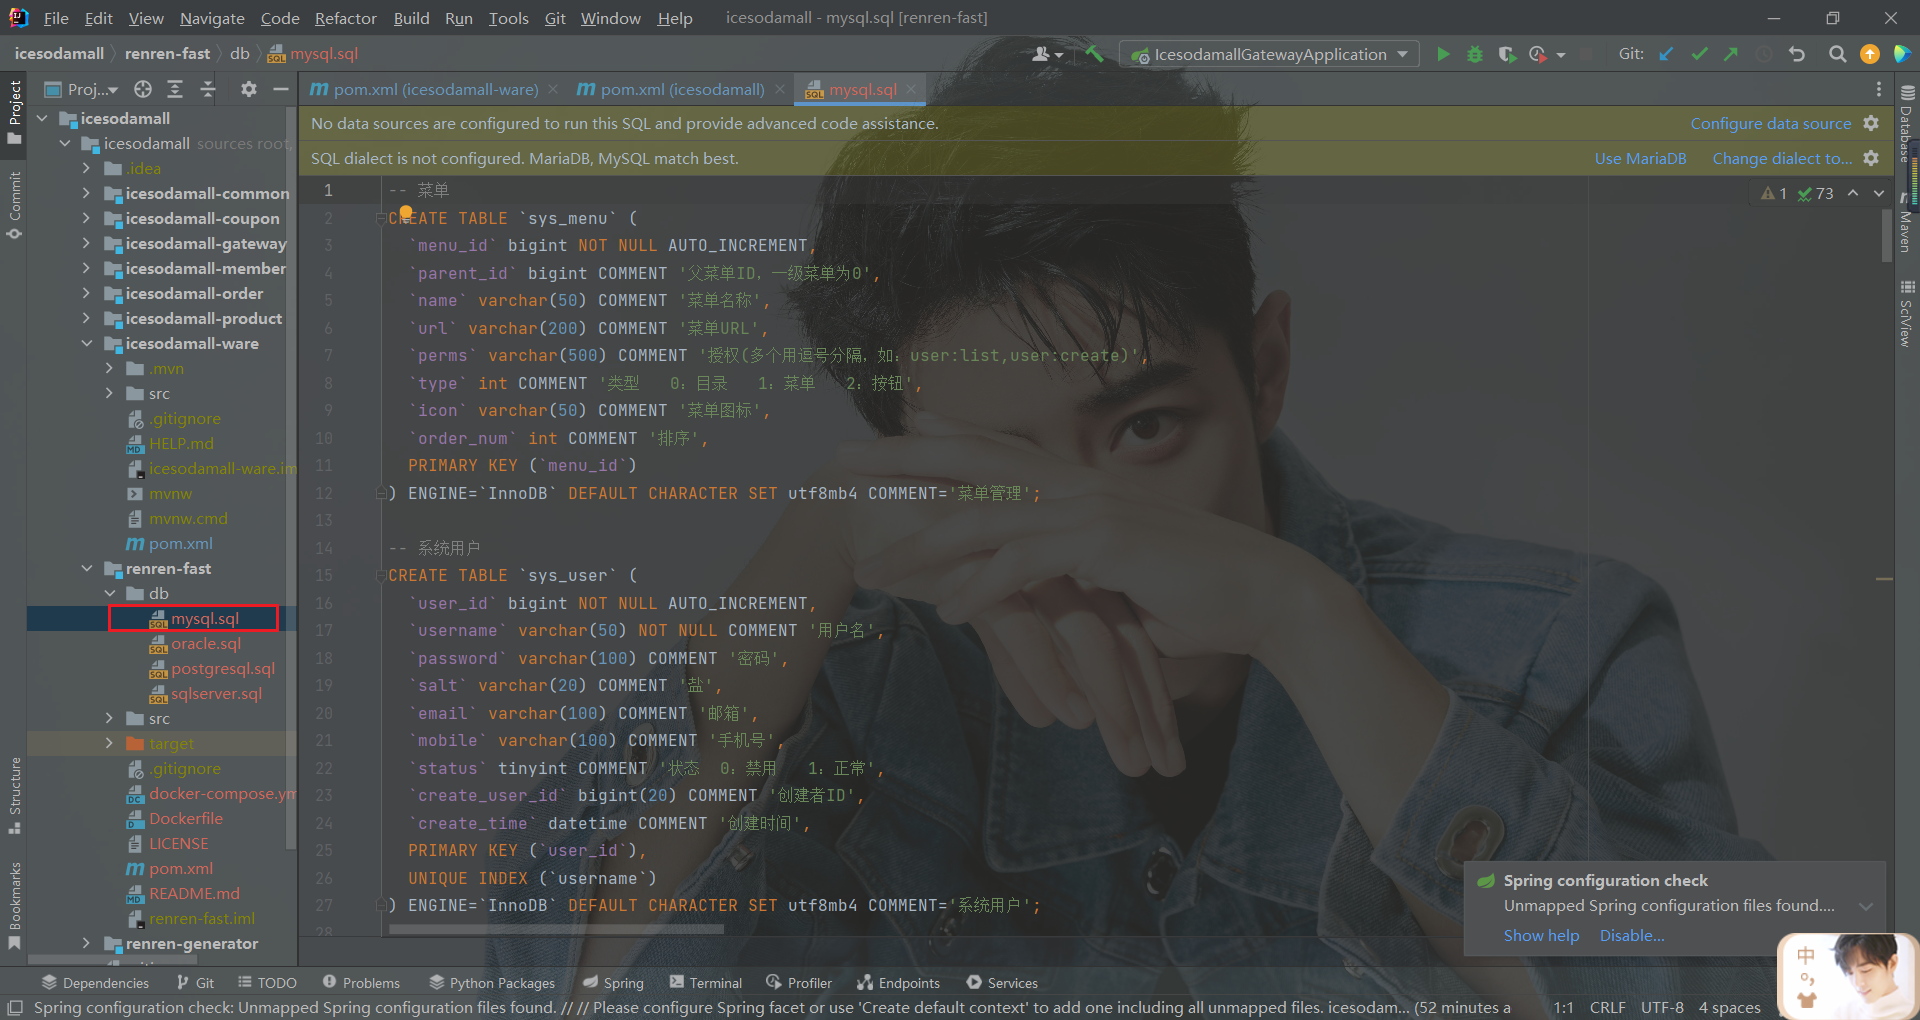 File Edit View Navigate Code Refactor Build Run Tools Git Window Help icesodamall - mysql.sql [renren-fast]
icesodamall renren-fast db mysql.sql IcesodamallGatewayApplication Git:
Proj... pom.xml (icesodamall-ware) pom.xml (icesodamall) mysql.sql
No data sources are configured to run this SQL and provide advanced code assistance. Configure data source
SQL dialect is not configured. MariaDB, MySQL match best. Use MariaDB Change dialect to...
Project
Commit
Structure
Bookmarks
icesodamall
icesodamall sources root,
.idea
icesodamall-common
icesodamall-coupon
icesodamall-gateway
icesodamall-member
icesodamall-order
icesodamall-product
icesodamall-ware
.mvn
src
.gitignore
HELP.md
icesodamall-ware.im
mvnw
mvnw.cmd
pom.xml
renren-fast
db
mysql.sql
oracle.sql
postgresql.sql
sqlserver.sql
src
target
.gitignore
docker-compose.ym
Dockerfile
LICENSE
pom.xml
README.md
renren-fast.iml
renren-generator
1 -- 菜单
2 CREATE TABLE `sys_menu` (
3 `menu_id` bigint NOT NULL AUTO_INCREMENT,
4 `parent_id` bigint COMMENT '父菜单ID，一级菜单为0',
5 `name` varchar(50) COMMENT '菜单名称',
6 `url` varchar(200) COMMENT '菜单URL',
7 `perms` varchar(500) COMMENT '授权(多个用逗号分隔，如：user:list,user:create)',
8 `type` int COMMENT '类型   0：目录   1：菜单   2：按钮',
9 `icon` varchar(50) COMMENT '菜单图标',
10 `order_num` int COMMENT '排序',
11 PRIMARY KEY (`menu_id`)
12 ) ENGINE=`InnoDB` DEFAULT CHARACTER SET utf8mb4 COMMENT='菜单管理';
13
14 -- 系统用户
15 CREATE TABLE `sys_user` (
16 `user_id` bigint NOT NULL AUTO_INCREMENT,
17 `username` varchar(50) NOT NULL COMMENT '用户名',
18 `password` varchar(100) COMMENT '密码',
19 `salt` varchar(20) COMMENT '盐',
20 `email` varchar(100) COMMENT '邮箱',
21 `mobile` varchar(100) COMMENT '手机号',
22 `status` tinyint COMMENT '状态  0：禁用   1：正常',
23 `create_user_id` bigint(20) COMMENT '创建者ID',
24 `create_time` datetime COMMENT '创建时间',
25 PRIMARY KEY (`user_id`),
26 UNIQUE INDEX (`username`)
27 ) ENGINE=`InnoDB` DEFAULT CHARACTER SET utf8mb4 COMMENT='系统用户';
28
1 73
Database
Maven
SciView
Spring configuration check
Unmapped Spring configuration files found....
Show help Disable...
中
Dependencies Git TODO Problems Python Packages Spring Terminal Profiler Endpoints Services
Spring configuration check: Unmapped Spring configuration files found. // // Please configure Spring facet or use 'Create default context' to add one including all unmapped files. icesodam... (52 minutes a 1:1 CRLF UTF-8 4 spaces